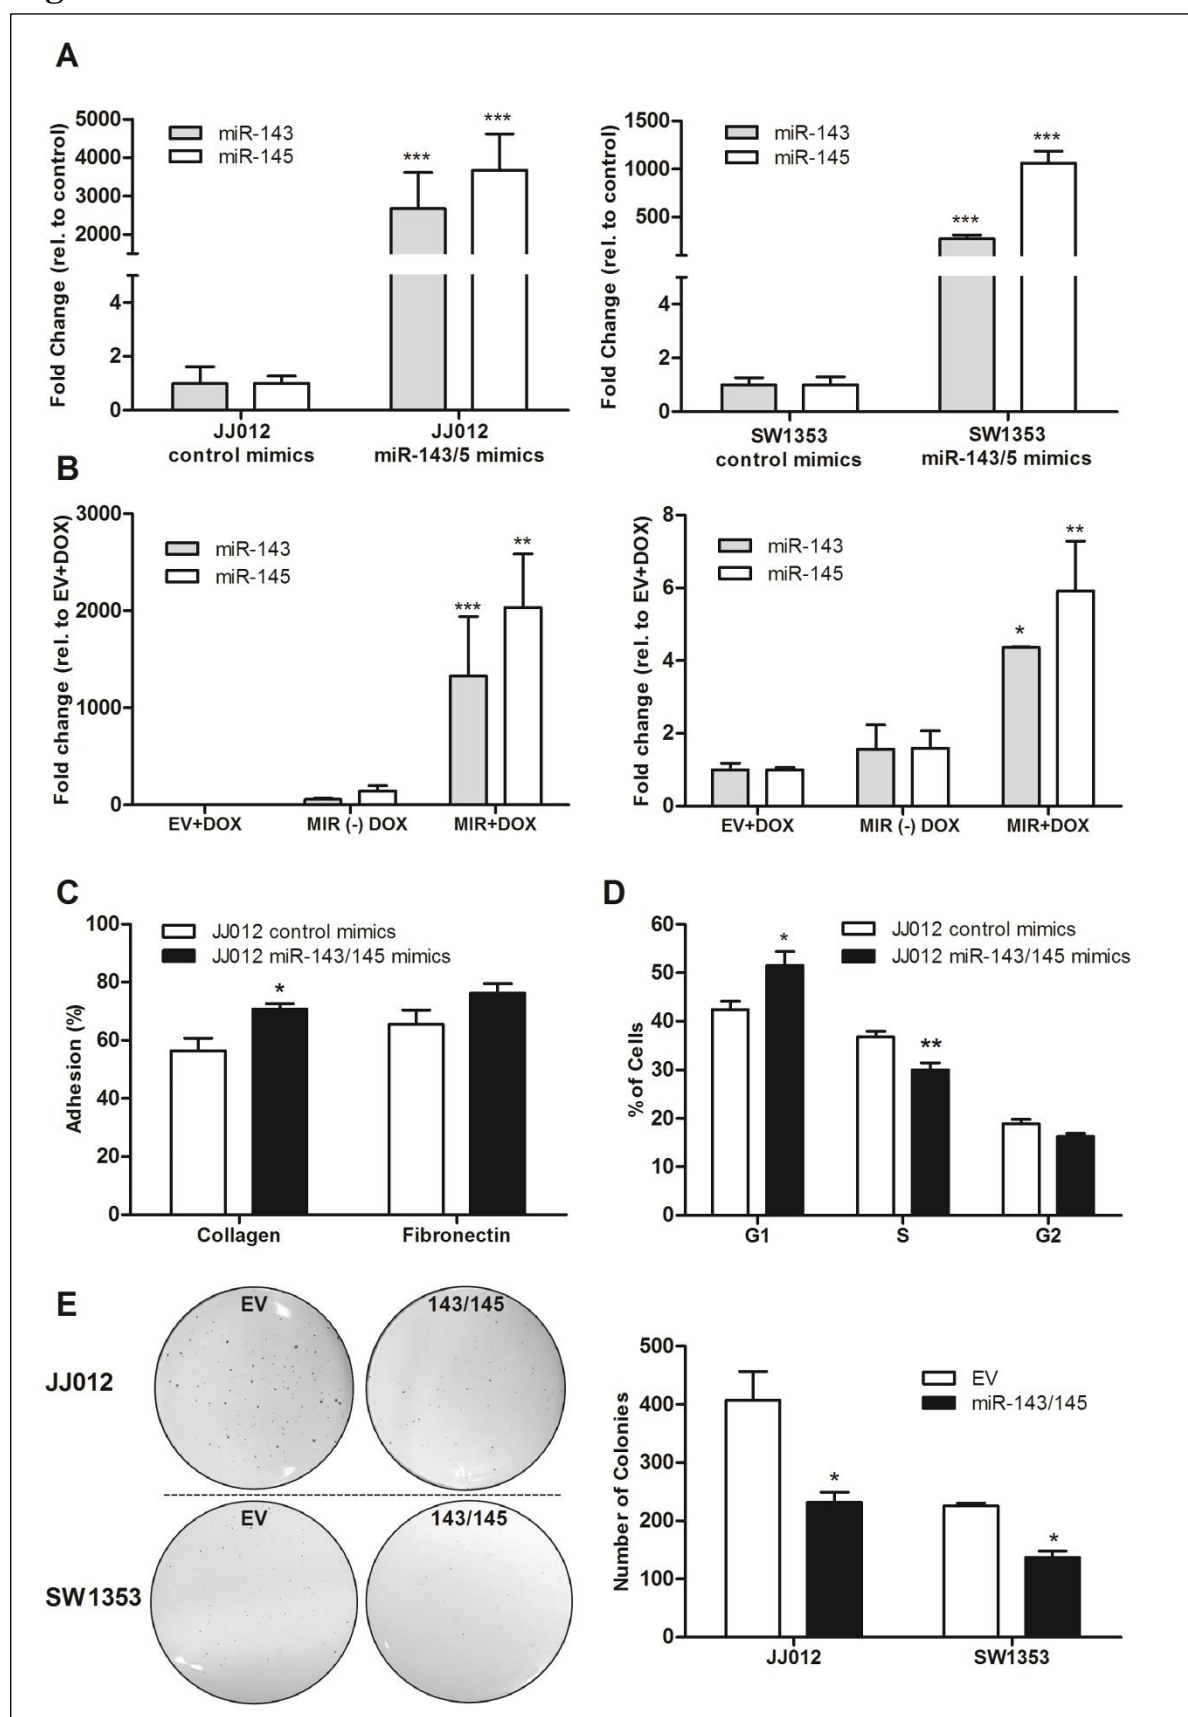 A
Fold Change (rel. to control)
5000
4000
3000
2000
4
2
0
miR-143
miR-145
***
***
JJ012
control mimics
JJ012
miR-143/5 mimics
Fold Change (rel. to control)
1500
1000
500
4
2
0
miR-143
miR-145
***
***
SW1353
control mimics
SW1353
miR-143/5 mimics
B
Fold change (rel. to EV+DOX)
3000
2000
1000
0
miR-143
miR-145
***
**
EV+DOX
MIR (-) DOX
MIR+DOX
Fold change (rel. to EV+DOX)
8
6
4
2
0
miR-143
miR-145
*
**
EV+DOX
MIR (-) DOX
MIR+DOX
C
Adhesion (%)
100
80
60
40
20
0
JJ012 control mimics
JJ012 miR-143/145 mimics
*
Collagen
Fibronectin
D
% of Cells
60
50
40
30
20
10
0
JJ012 control mimics
JJ012 miR-143/145 mimics
*
**
G1
S
G2
E
EV
143/145
JJ012
EV
143/145
SW1353
Number of Colonies
500
400
300
200
100
0
EV
miR-143/145
*
*
JJ012
SW1353